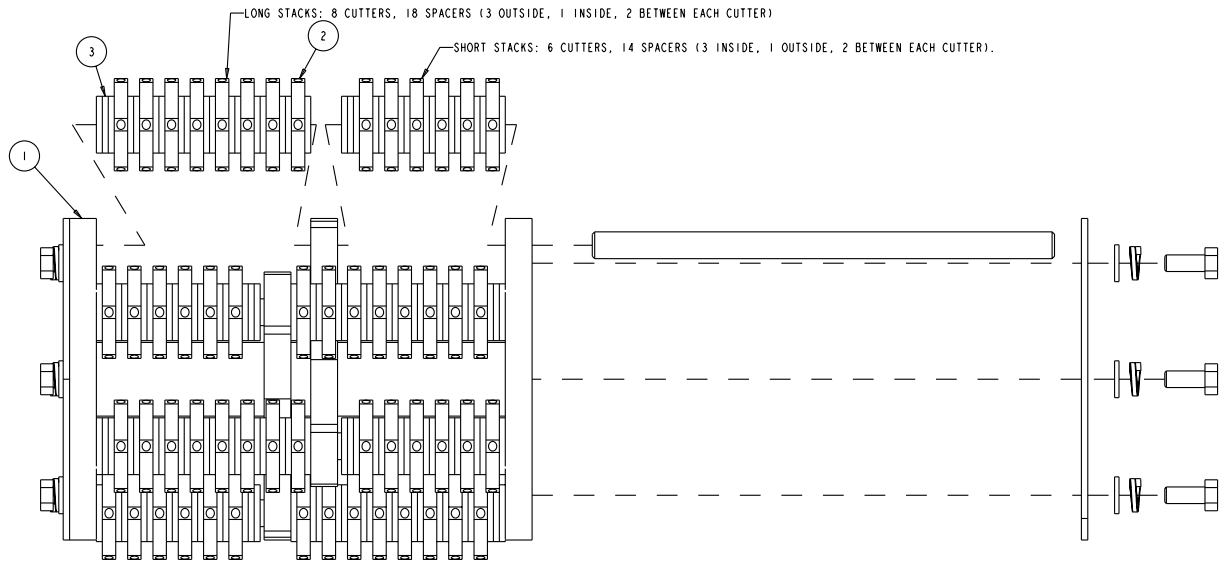 LONG STACKS: 8 CUTTERS, 18 SPACERS (3 OUTSIDE, 1 INSIDE, 2 BETWEEN EACH CUTTER)
2
3
SHORT STACKS: 6 CUTTERS, 14 SPACERS (3 INSIDE, 1 OUTSIDE, 2 BETWEEN EACH CUTTER).
1